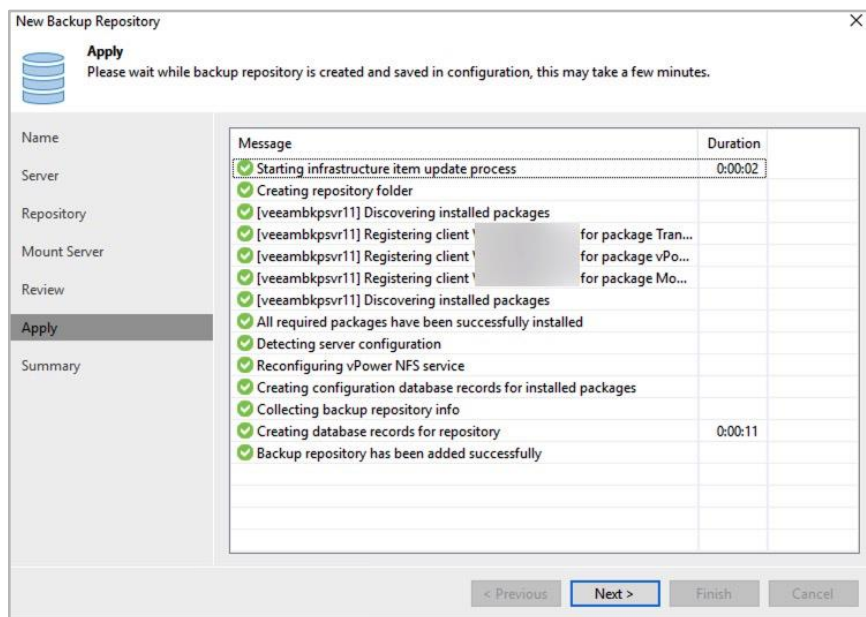 New Backup Repository
Apply
Please wait while backup repository is created and saved in configuration, this may take a few minutes.
Name
Server
Repository
Mount Server
Review
Apply
Summary
Message Duration
Starting infrastructure item update process 0:00:02
Creating repository folder
[veeambkpsvr11] Discovering installed packages
[veeambkpsvr11] Registering client for package Tran...
[veeambkpsvr11] Registering client for package vPo...
[veeambkpsvr11] Registering client for package Mo...
[veeambkpsvr11] Discovering installed packages
All required packages have been successfully installed
Detecting server configuration
Reconfiguring vPower NFS service
Creating configuration database records for installed packages
Collecting backup repository info
Creating database records for repository 0:00:11
Backup repository has been added successfully
< Previous Next > Finish Cancel